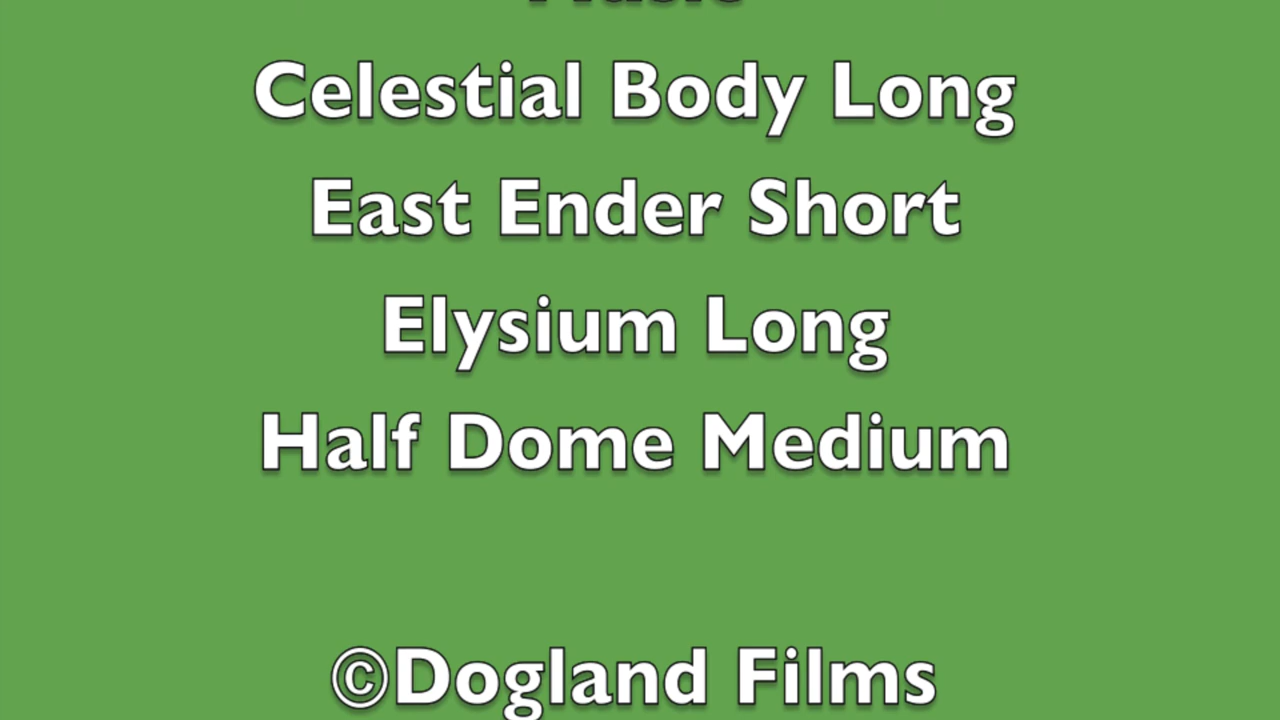 Music
Celestial Body Long
East Ender Short
Elysium Long
Half Dome Medium
©Dogland Films